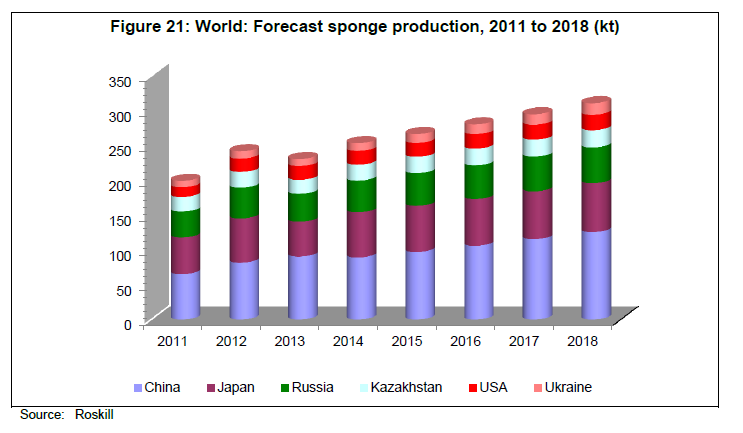 Figure 21: World: Forecast sponge production, 2011 to 2018 (kt)
350
300
250
200
150
100
50
0
2011 2012 2013 2014 2015 2016 2017 2018
China Japan Russia Kazakhstan USA Ukraine
Source: Roskill